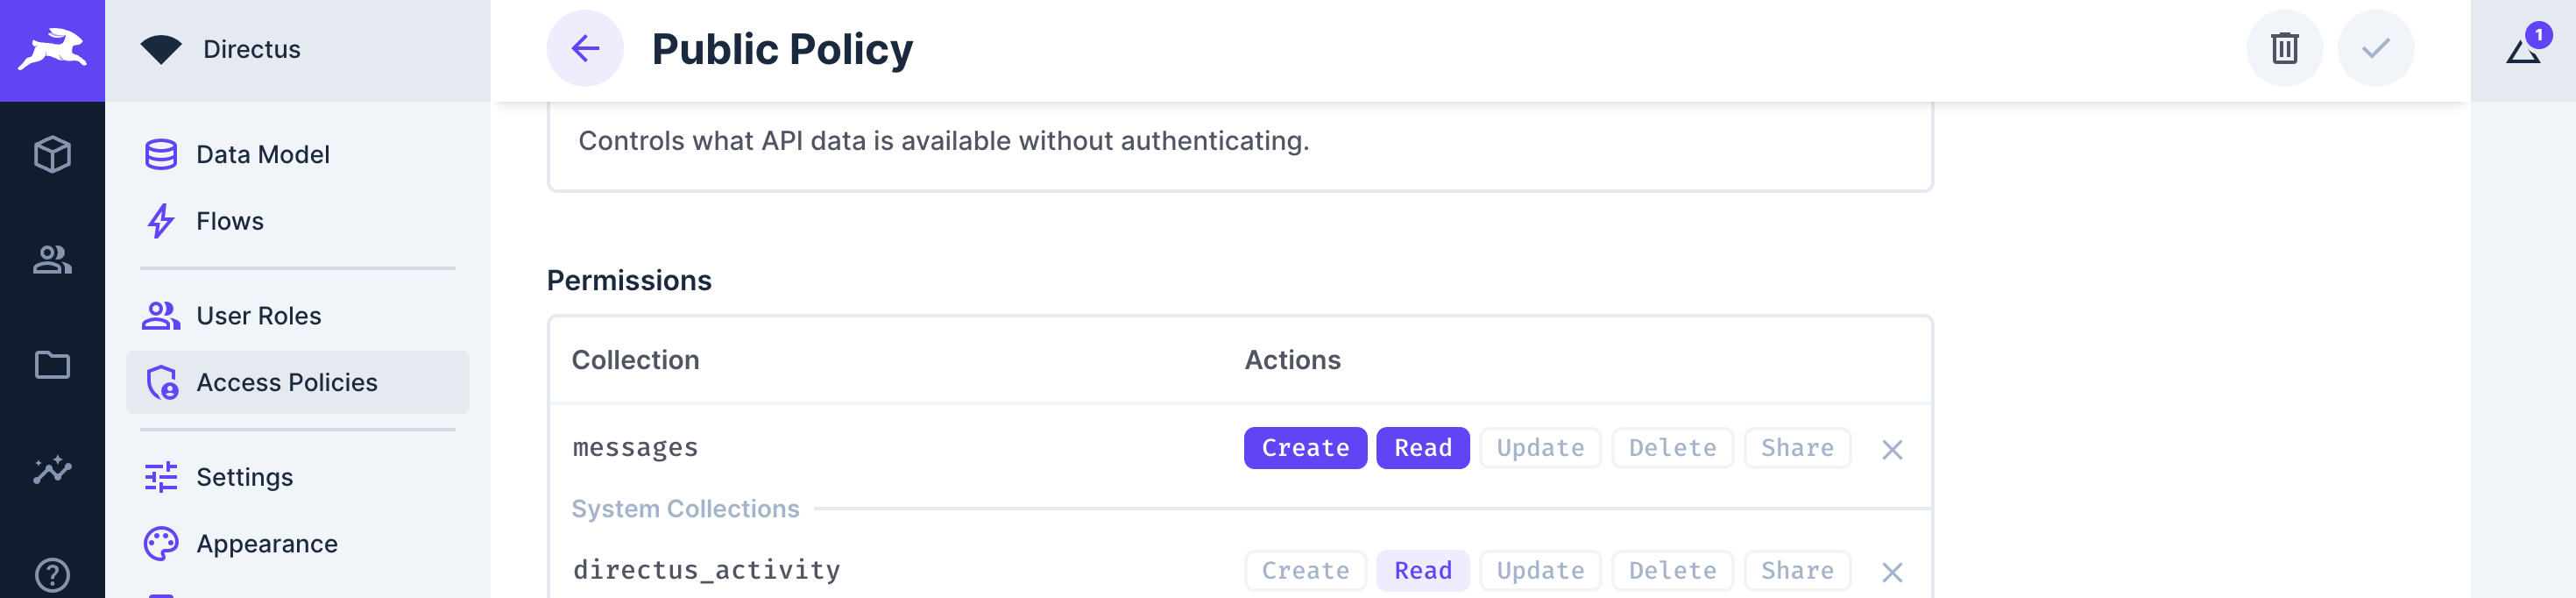 Directus
Public Policy
1
Data Model
Flows
User Roles
Access Policies
Settings
Appearance
Controls what API data is available without authenticating.
Permissions
Collection Actions
messages Create Read Update Delete Share
System Collections
directus_activity Create Read Update Delete Share